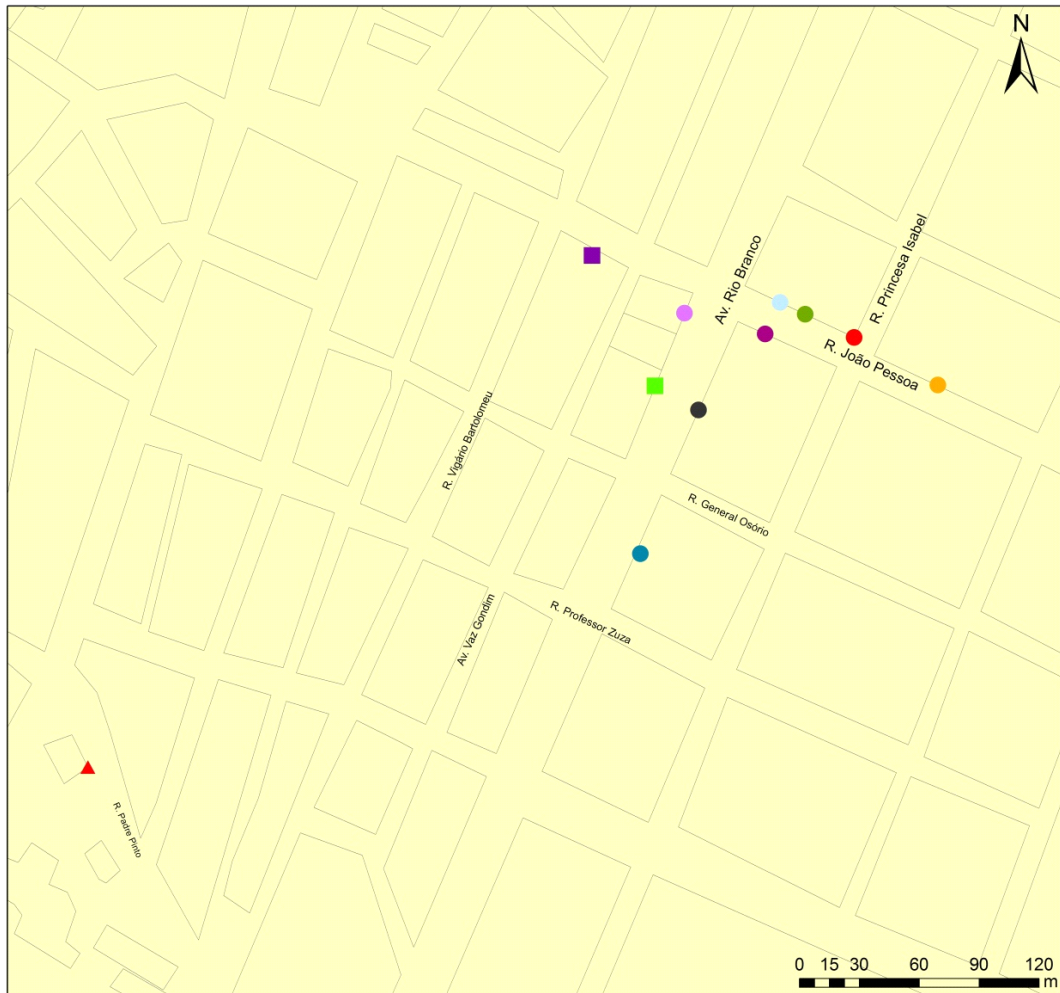 N
Av. Rio Branco
R. Princesa Isabel
R. João Pessoa
R. Vigário Bartolomeu
R. General Osório
Av. Vaz Gondim
R. Professor Zuza
R. Padre Pinto
0 15 30 60 90 120
m